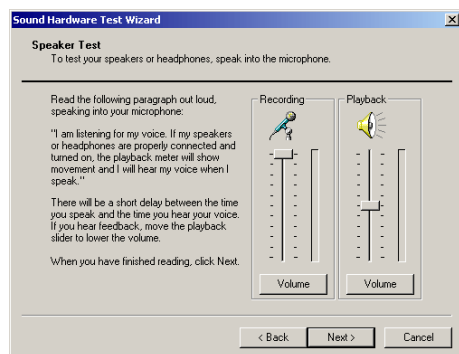 Sound Hardware Test Wizard
Speaker Test
To test your speakers or headphones, speak into the microphone.
Read the following paragraph out loud,
speaking into your microphone:
"I am listening for my voice. If my speakers
or headphones are properly connected and
turned on, the playback meter will show
movement and I will hear my voice when I
speak."
There will be a short delay between the time
you speak and the time you hear your voice.
If you hear feedback, move the playback
slider to lower the volume.
When you have finished reading, click Next.
Recording
Volume
Playback
Volume
< Back Next > Cancel